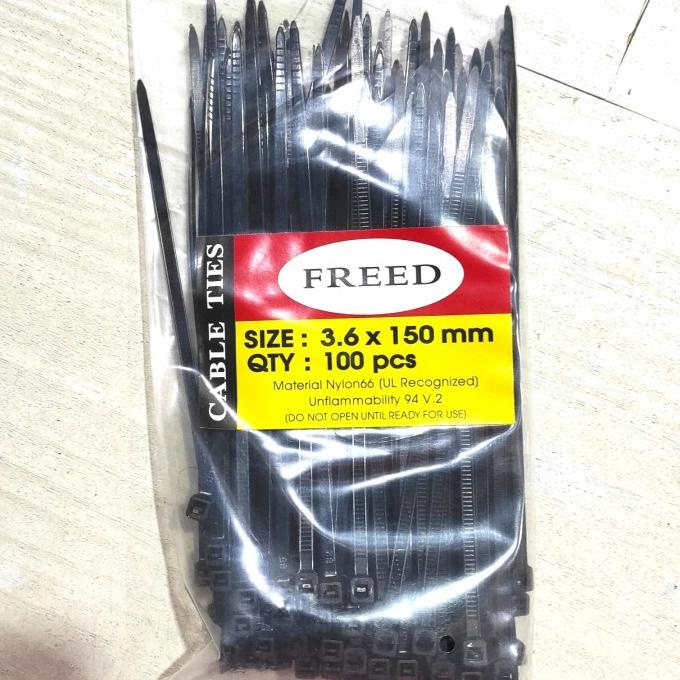 CABLE TIES
FREED
SIZE : 3.6 x 150 mm
QTY : 100 pcs
Material Nylon66 (UL Recognized)
Unflammability 94 V.2
(DO NOT OPEN UNTIL READY FOR USE)